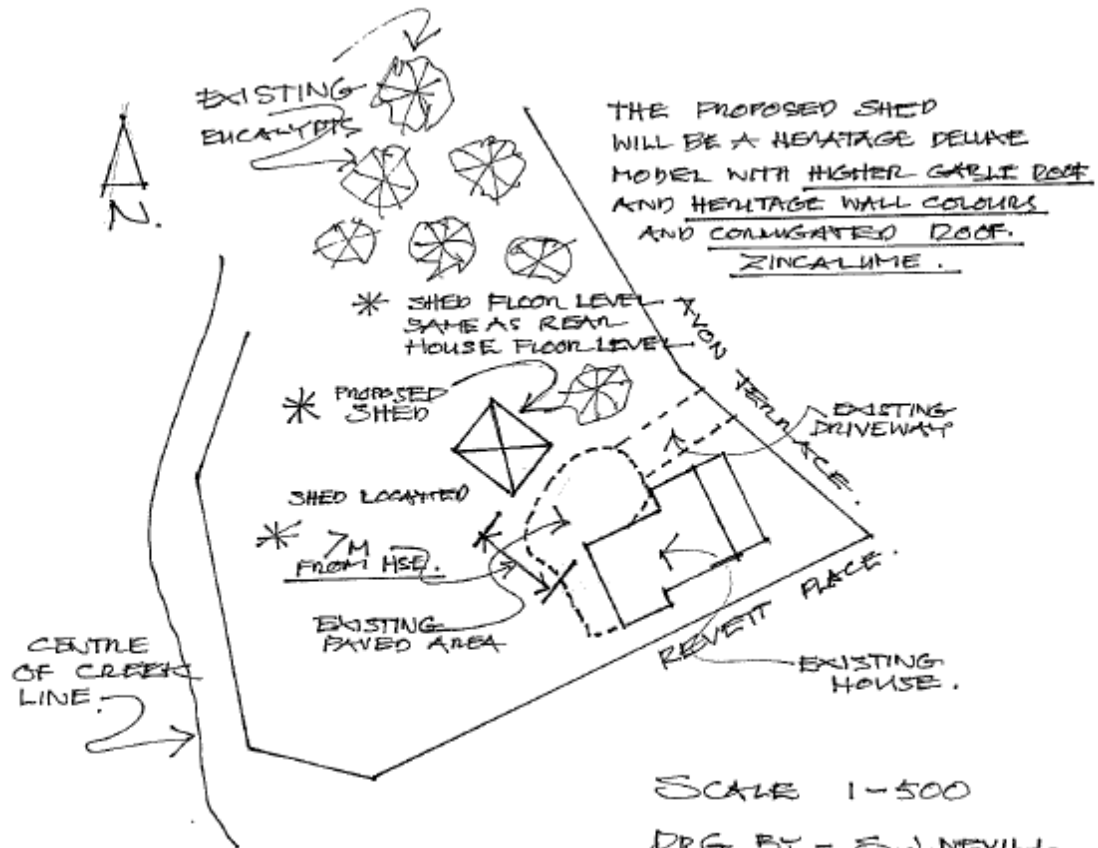 EXISTING
EUCALYPTS
N.
THE PROPOSED SHED
WILL BE A HERITAGE DELUXE
MODEL WITH HIGHER GABLE ROOF
AND HERITAGE WALL COLOURS
AND CORRUGATED ROOF.
ZINCALUME.
SHED FLOOR LEVEL
SAME AS REAR
HOUSE FLOOR LEVEL
AVON TERRACE.
PROPOSED
SHED
EXISTING
DRIVEWAY
SHED LOCATED
7M
FROM HSE.
EXISTING
PAVED AREA
REVETT PLACE.
EXISTING
HOUSE.
CENTRE
OF CREEK
LINE.
SCALE 1-500
DRG BY -